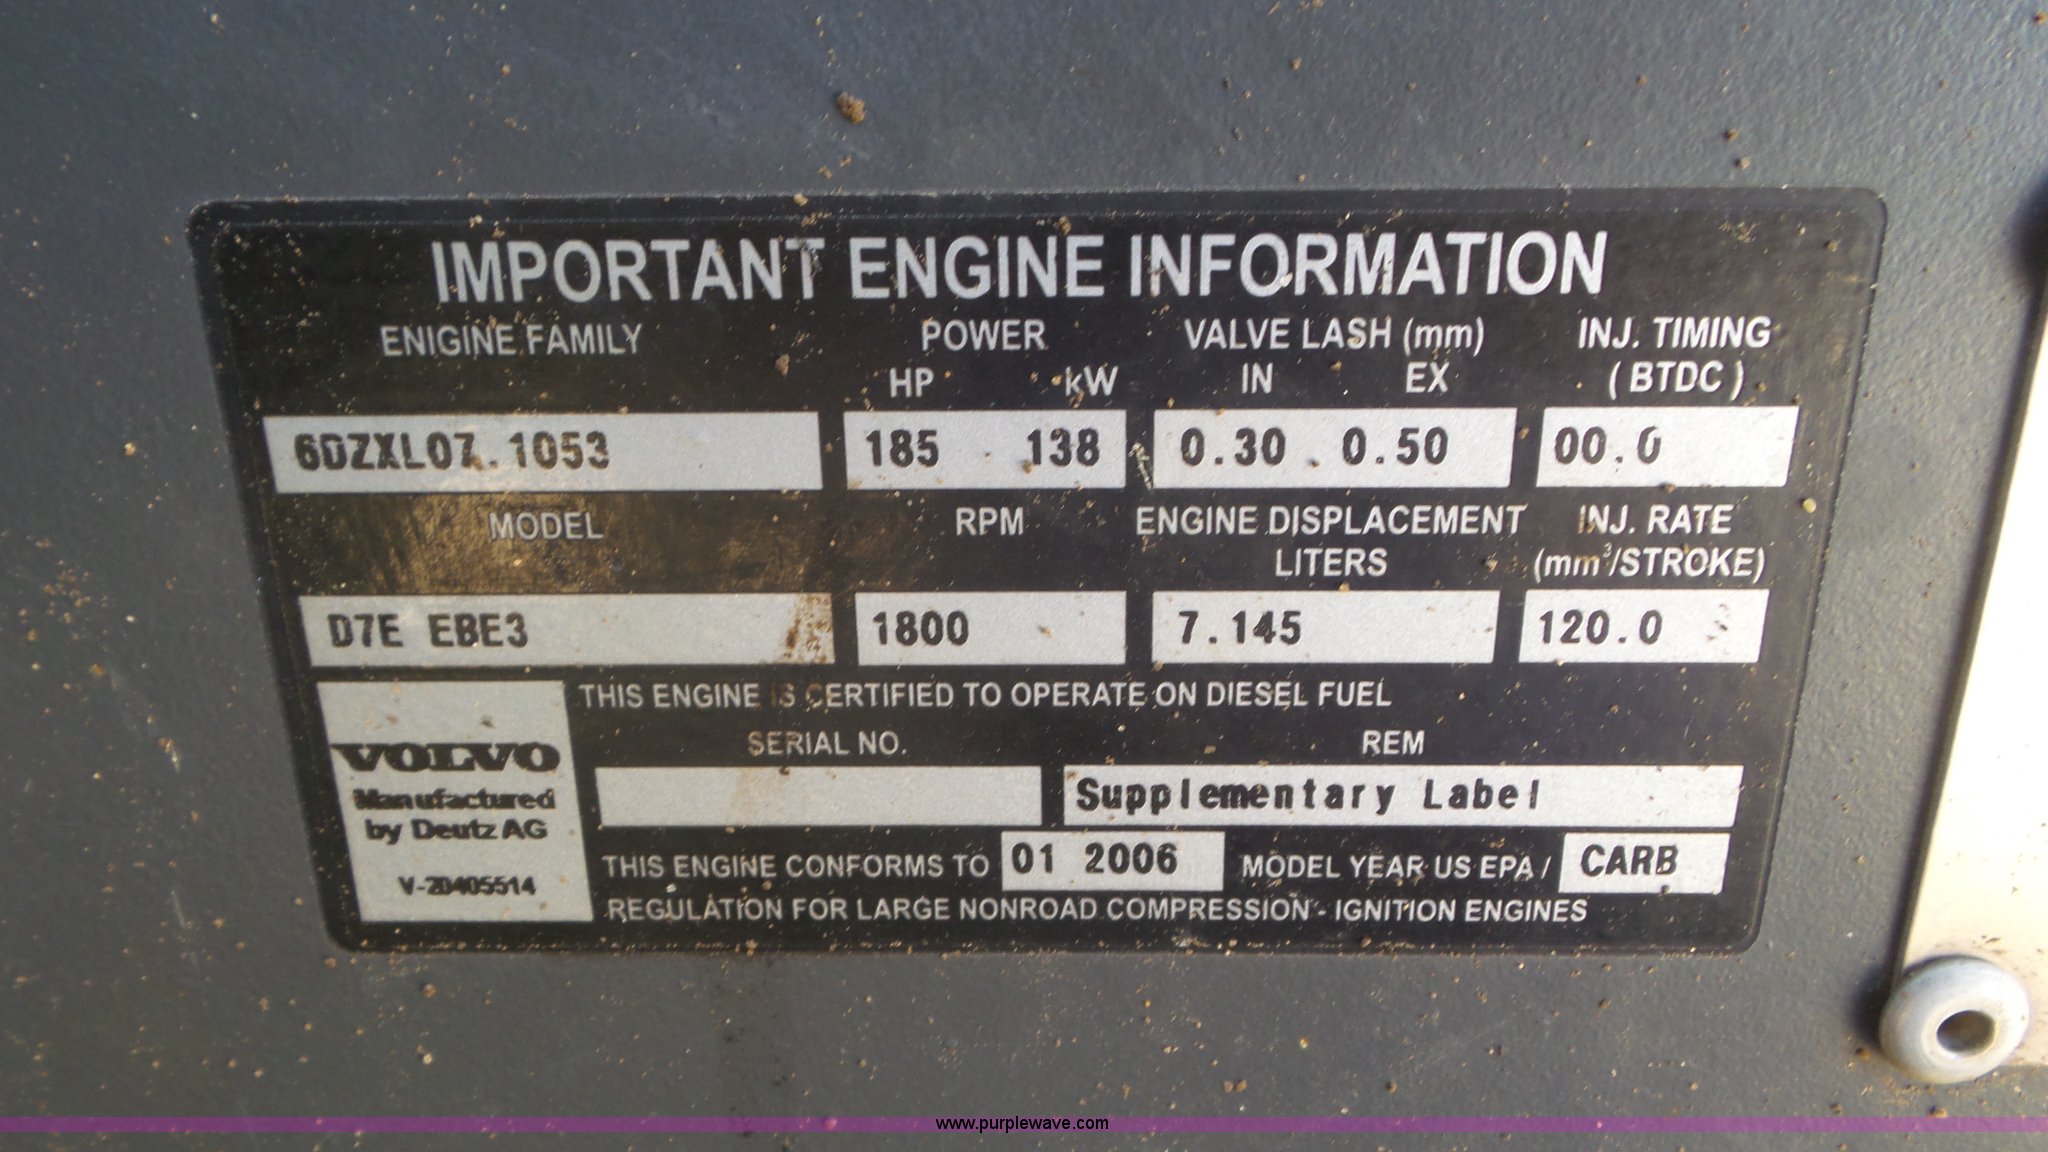 IMPORTANT ENGINE INFORMATION
ENIGINE FAMILY POWER VALVE LASH (mm) INJ. TIMING
HP kW IN EX (BTDC)
6DZXL07.1053 185 138 0.30 0.50 00.0
MODEL RPM ENGINE DISPLACEMENT INJ. RATE
LITERS (mm³/STROKE)
D7E EBE3 1800 7.145 120.0
THIS ENGINE IS CERTIFIED TO OPERATE ON DIESEL FUEL
SERIAL NO. REM
Supplementary Label
VOLVO
Manufactured
by Deutz AG
V-20405514
THIS ENGINE CONFORMS TO 01 2006 MODEL YEAR US EPA / CARB
REGULATION FOR LARGE NONROAD COMPRESSION - IGNITION ENGINES
www.purplewave.com